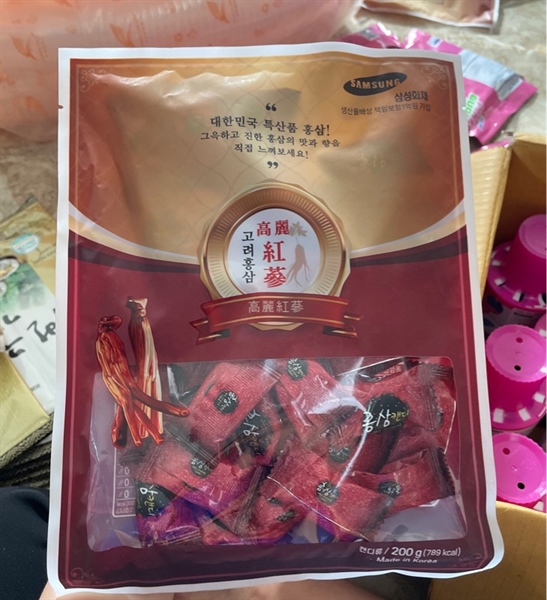 SAMSUNG
삼성화재
생산물배상 책임보험1억원가입
대한민국 특산품 홍삼!
그윽하고 진한 홍삼의 맛과 향을
직접 느껴보세요!
高麗
紅蔘
고려홍삼
高麗紅蔘
홍삼캔디
캔디류 / 200 g (789 kcal)
Made in Korea